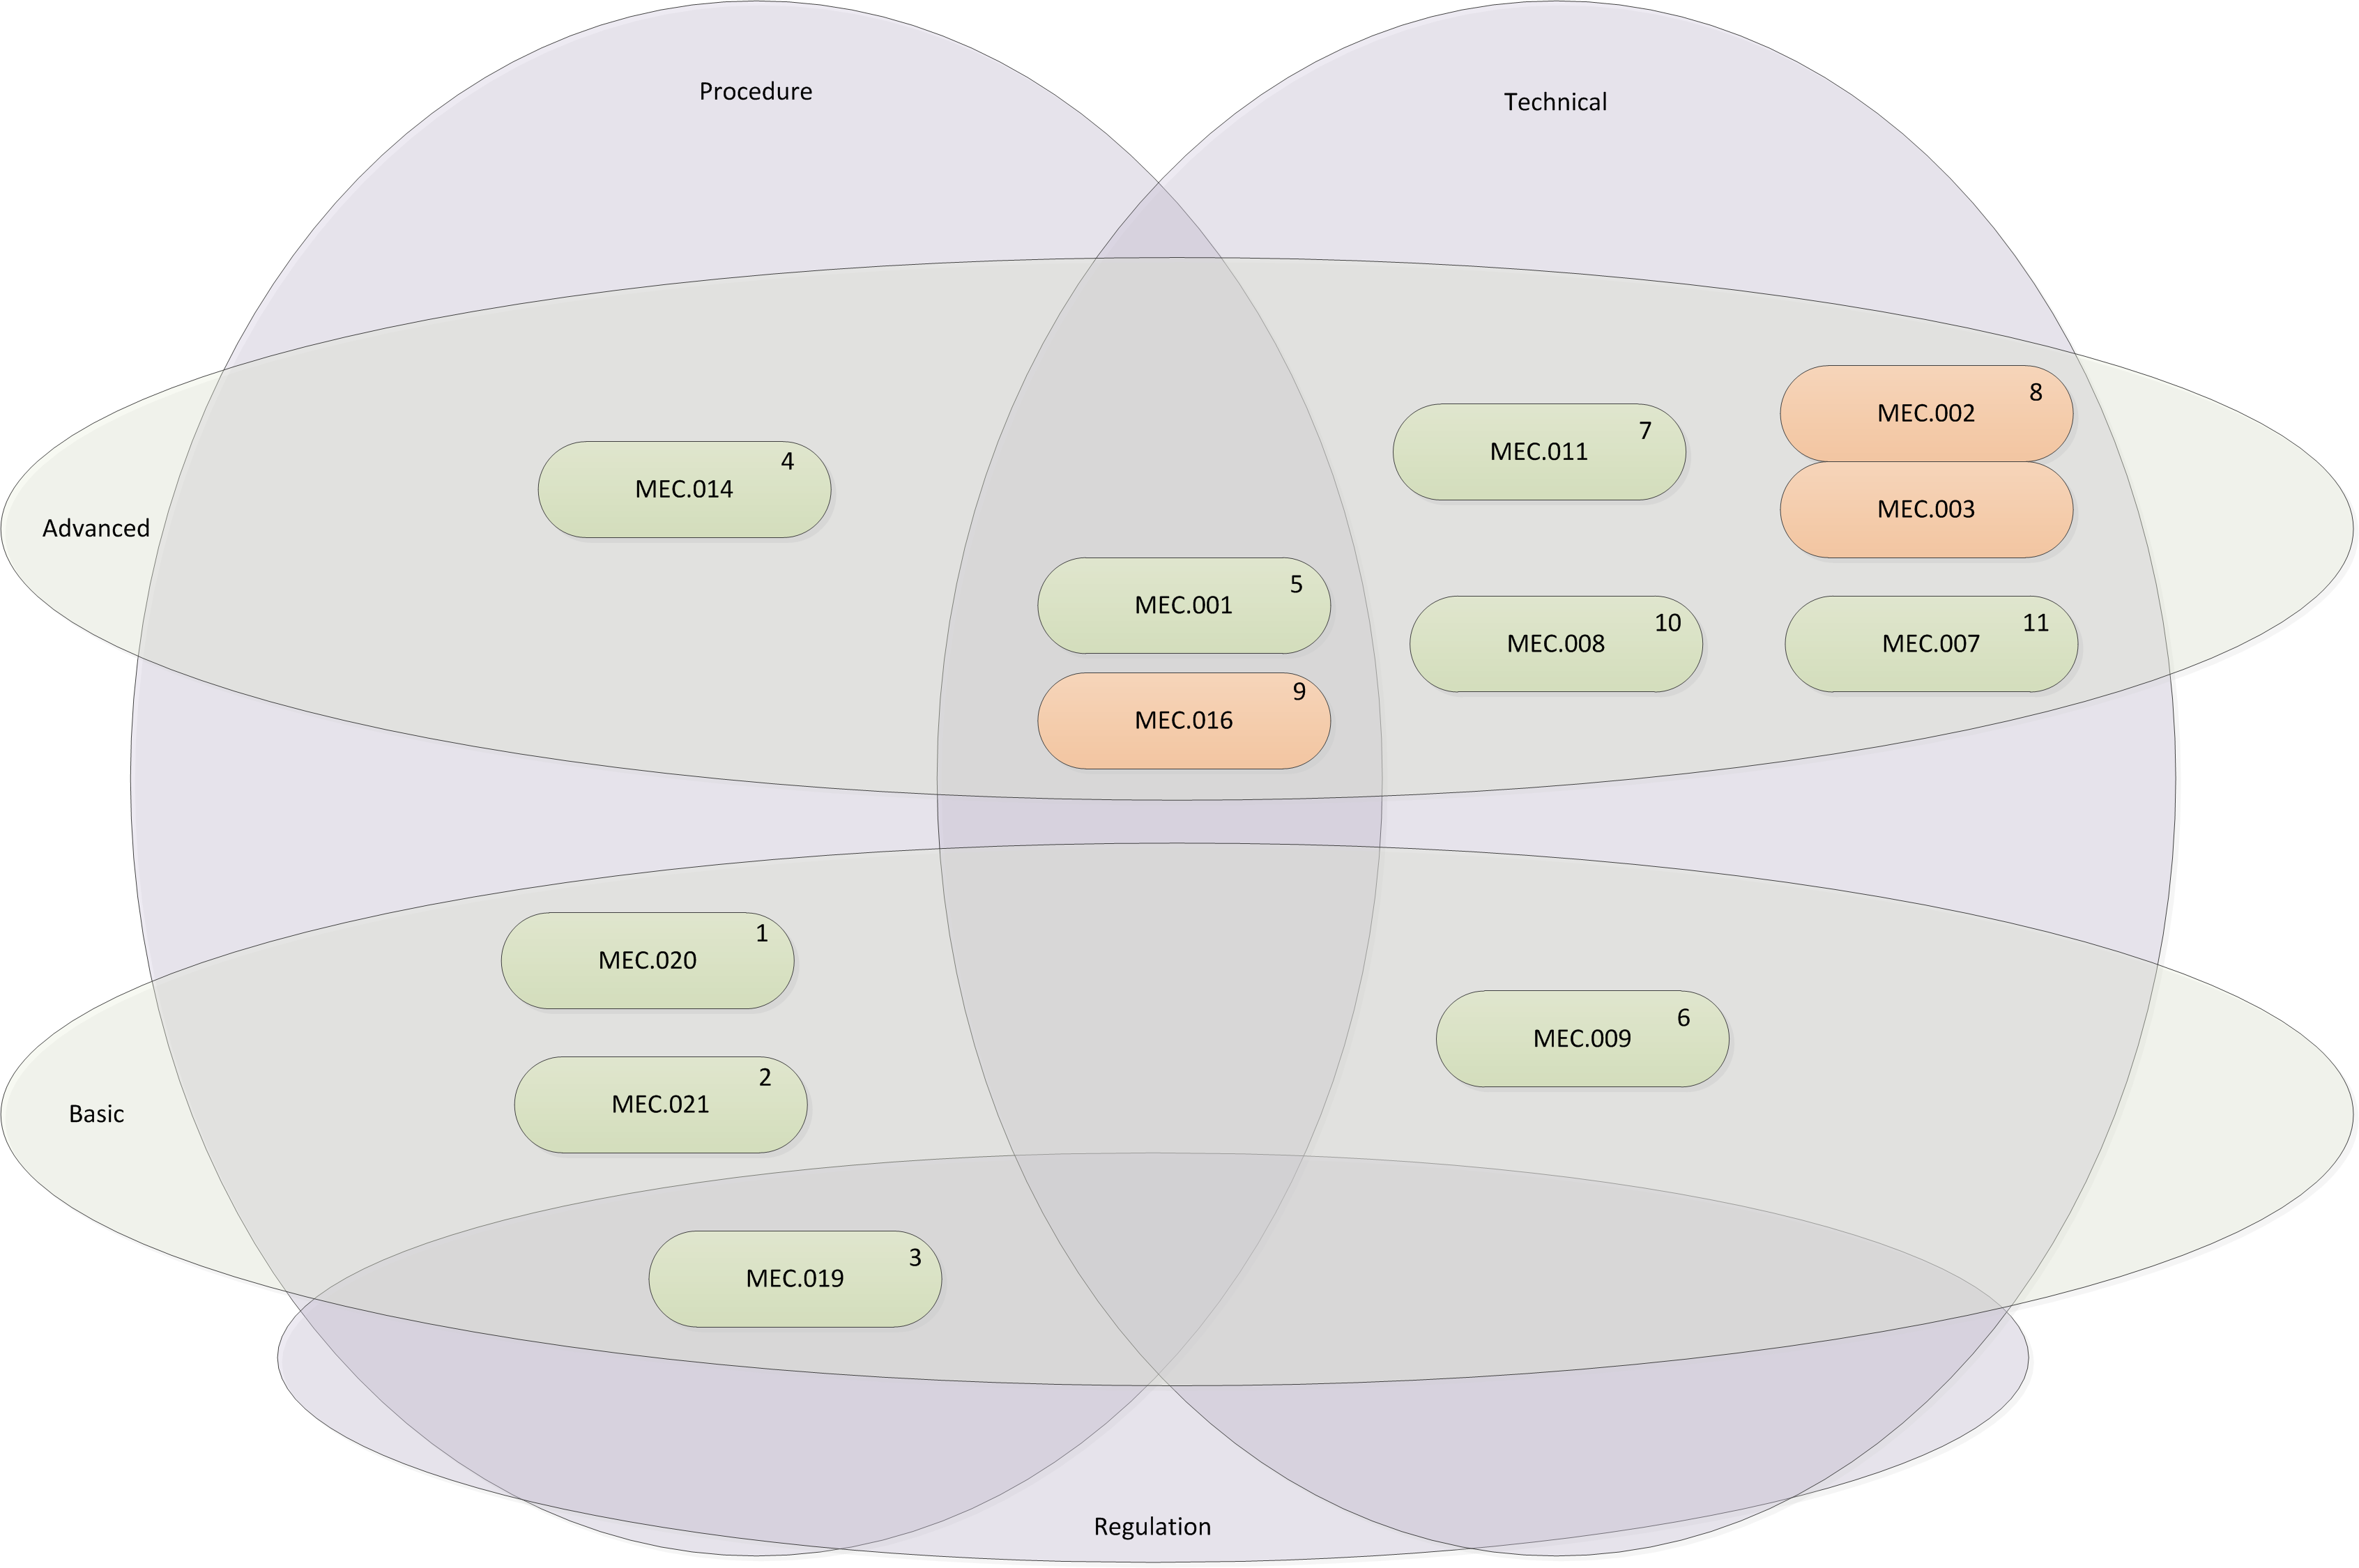 Procedure
Technical
8
MEC.002
7
MEC.011
4
MEC.014
MEC.003
Advanced
5
MEC.001
10
MEC.008
11
MEC.007
9
MEC.016
1
MEC.020
6
MEC.009
2
MEC.021
Basic
3
MEC.019
Regulation